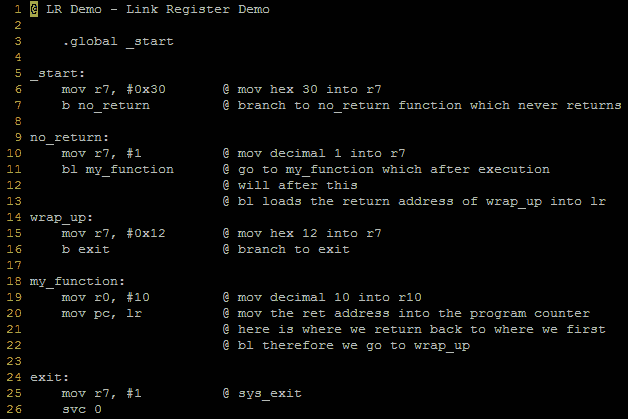 1 @ LR Demo - Link Register Demo
2
3     .global _start
4
5 _start:
6     mov r7, #0x30       @ mov hex 30 into r7
7     b no_return         @ branch to no_return function which never returns
8
9 no_return:
10     mov r7, #1          @ mov decimal 1 into r7
11     bl my_function      @ go to my_function which after execution
12                         @ will after this
13                         @ bl loads the return address of wrap_up into lr
14 wrap_up:
15     mov r7, #0x12       @ mov hex 12 into r7
16     b exit              @ branch to exit
17
18 my_function:
19     mov r0, #10         @ mov decimal 10 into r10
20     mov pc, lr          @ mov the ret address into the program counter
21                         @ here is where we return back to where we first
22                         @ bl therefore we go to wrap_up
23
24 exit:
25     mov r7, #1          @ sys_exit
26     svc 0